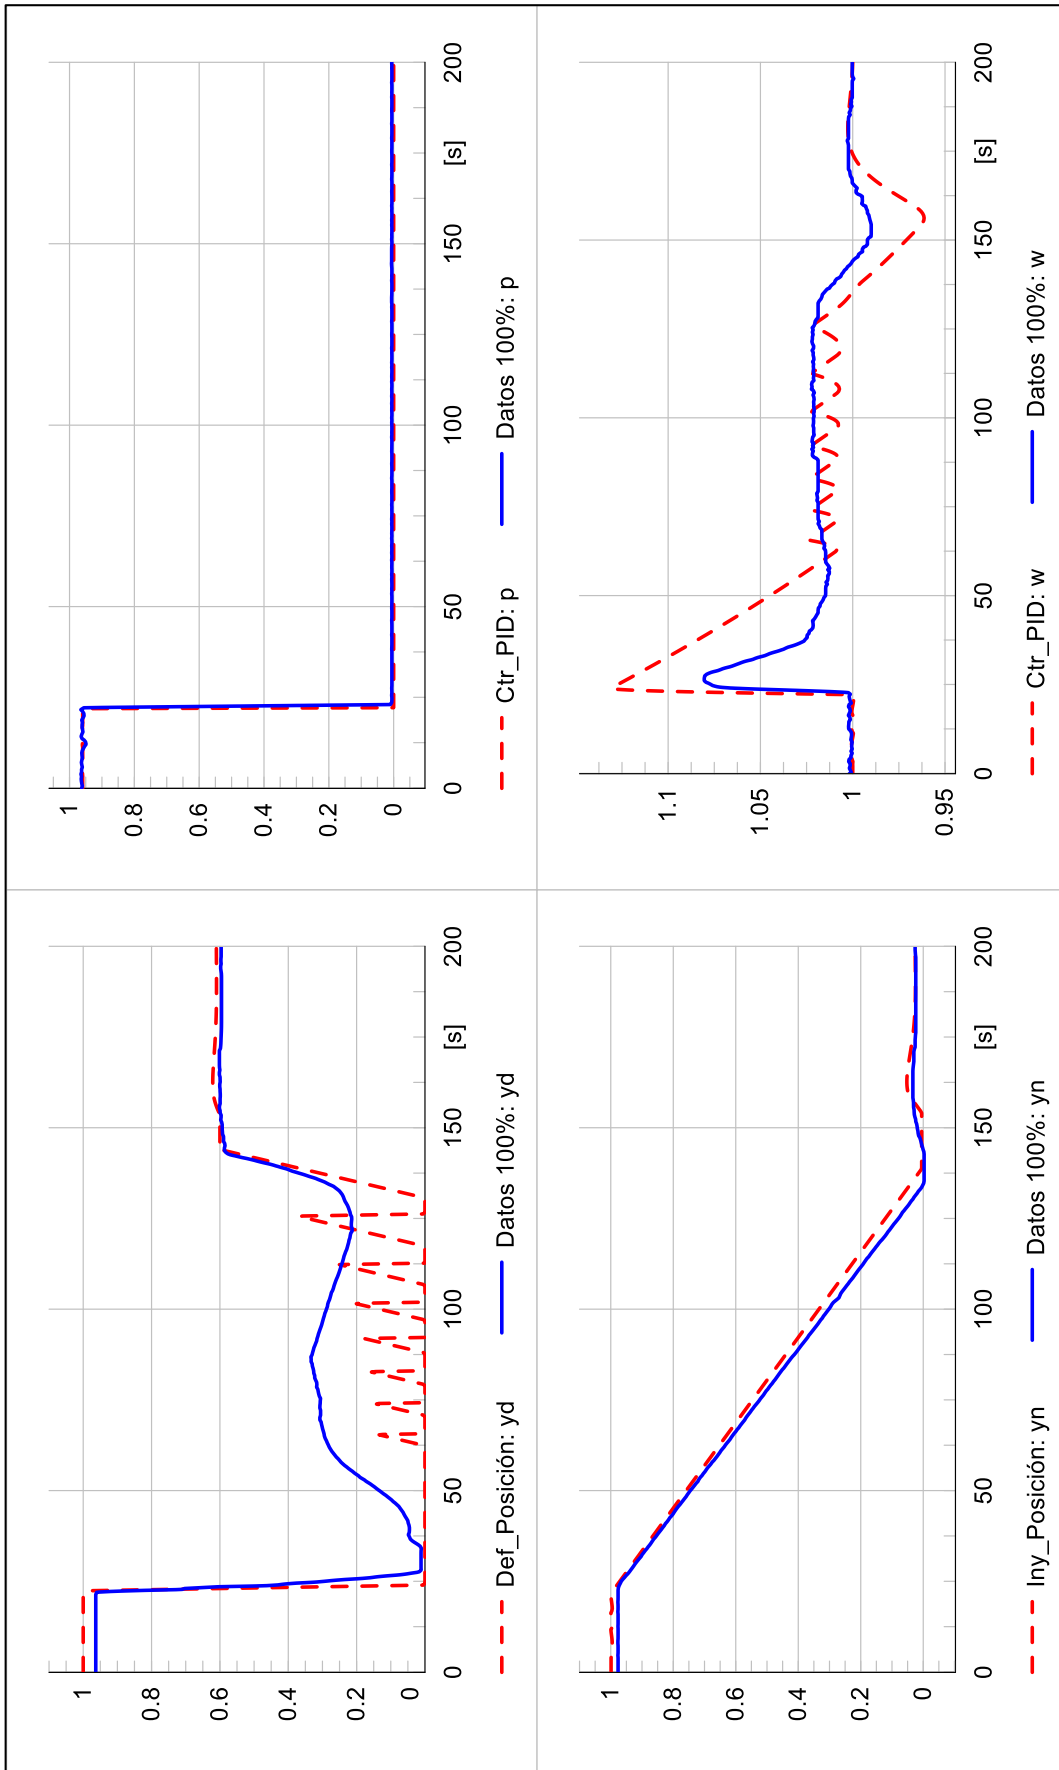 1
0.8
0.6
0.4
0.2
0
0 50 100 150 [s] 200
Def_Posición: yd Datos 100%: yd
1
0.8
0.6
0.4
0.2
0
0 50 100 150 [s] 200
Ctr_PID: p Datos 100%: p
1
0.8
0.6
0.4
0.2
0
0 50 100 150 [s] 200
Iny_Posición: yn Datos 100%: yn
1.1
1.05
1
0.95
0 50 100 150 [s] 200
Ctr_PID: w Datos 100%: w